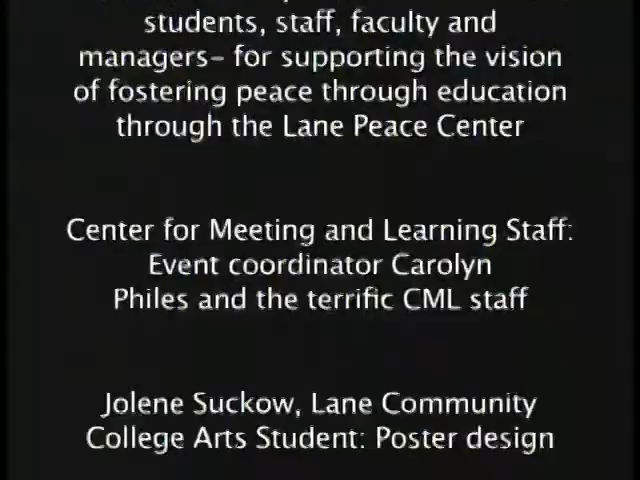 students, staff, faculty and
managers- for supporting the vision
of fostering peace through education
through the Lane Peace Center
Center for Meeting and Learning Staff:
Event coordinator Carolyn
Philes and the terrific CML staff
Jolene Suckow, Lane Community
College Arts Student: Poster design